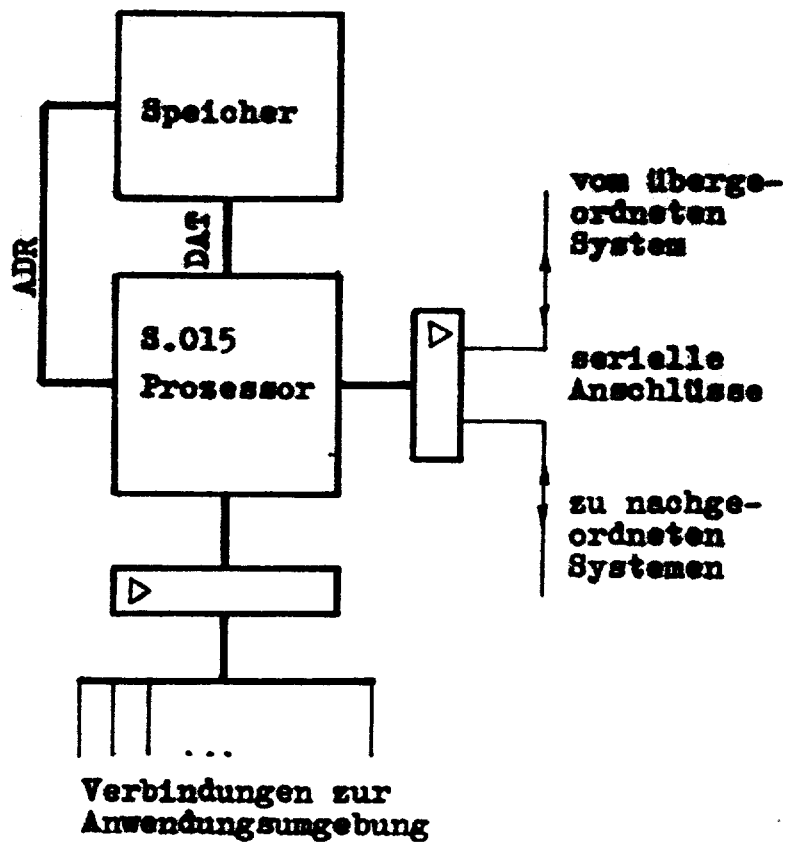 Speicher
ADR
DAT
S.015
Prozessor
vom überge-
ordneten
System
serielle
Anschlüsse
zu nachge-
ordneten
Systemen
...
Verbindungen zur
Anwendungsumgebung